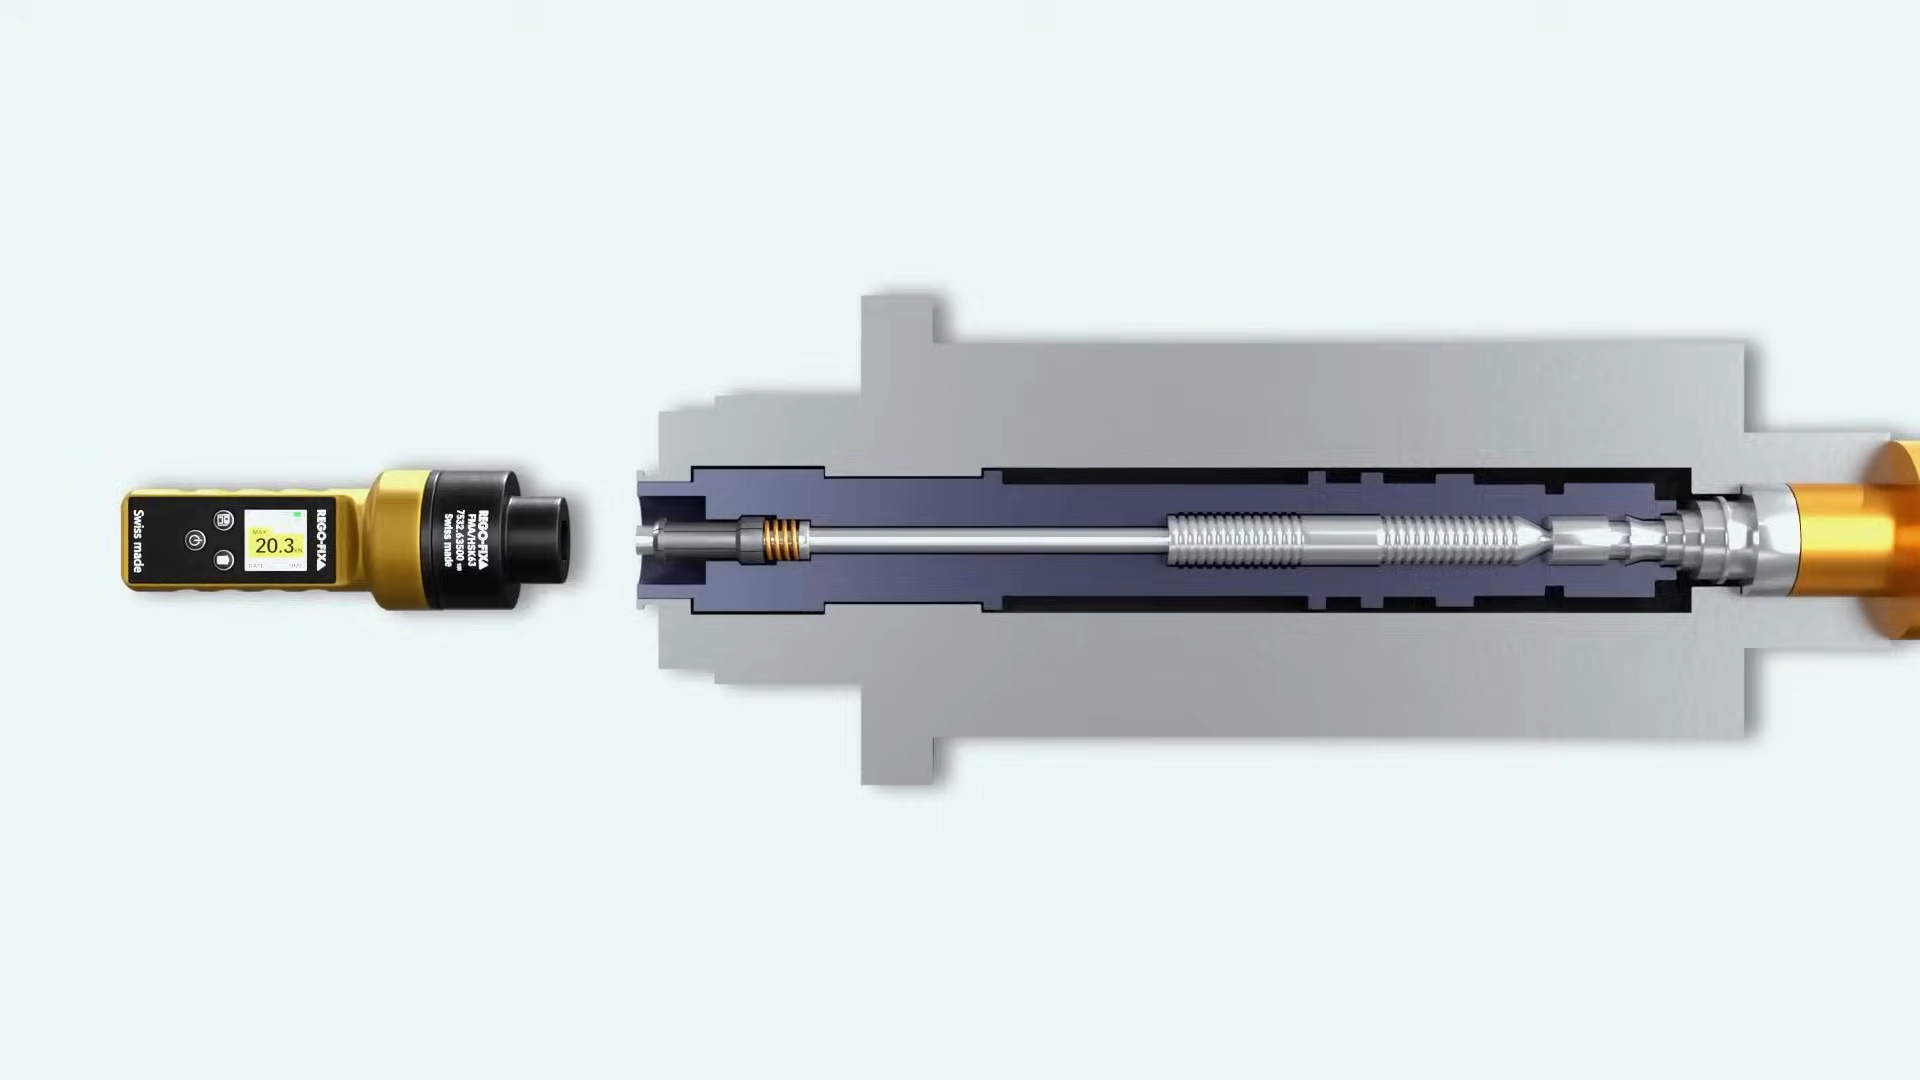 Swiss made
MAX
20.3
REGO-FIX
REGO-FIX
FMA/HSK63
7532.63500
Swiss made